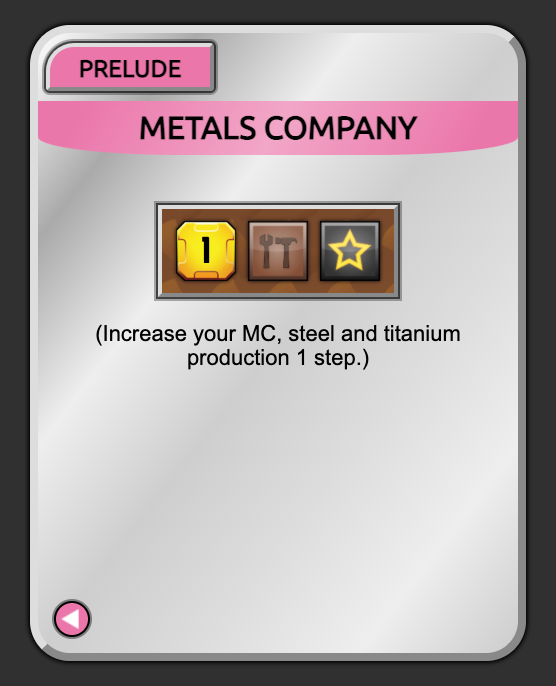 PRELUDE
METALS COMPANY
1
(Increase your MC, steel and titanium
production 1 step.)